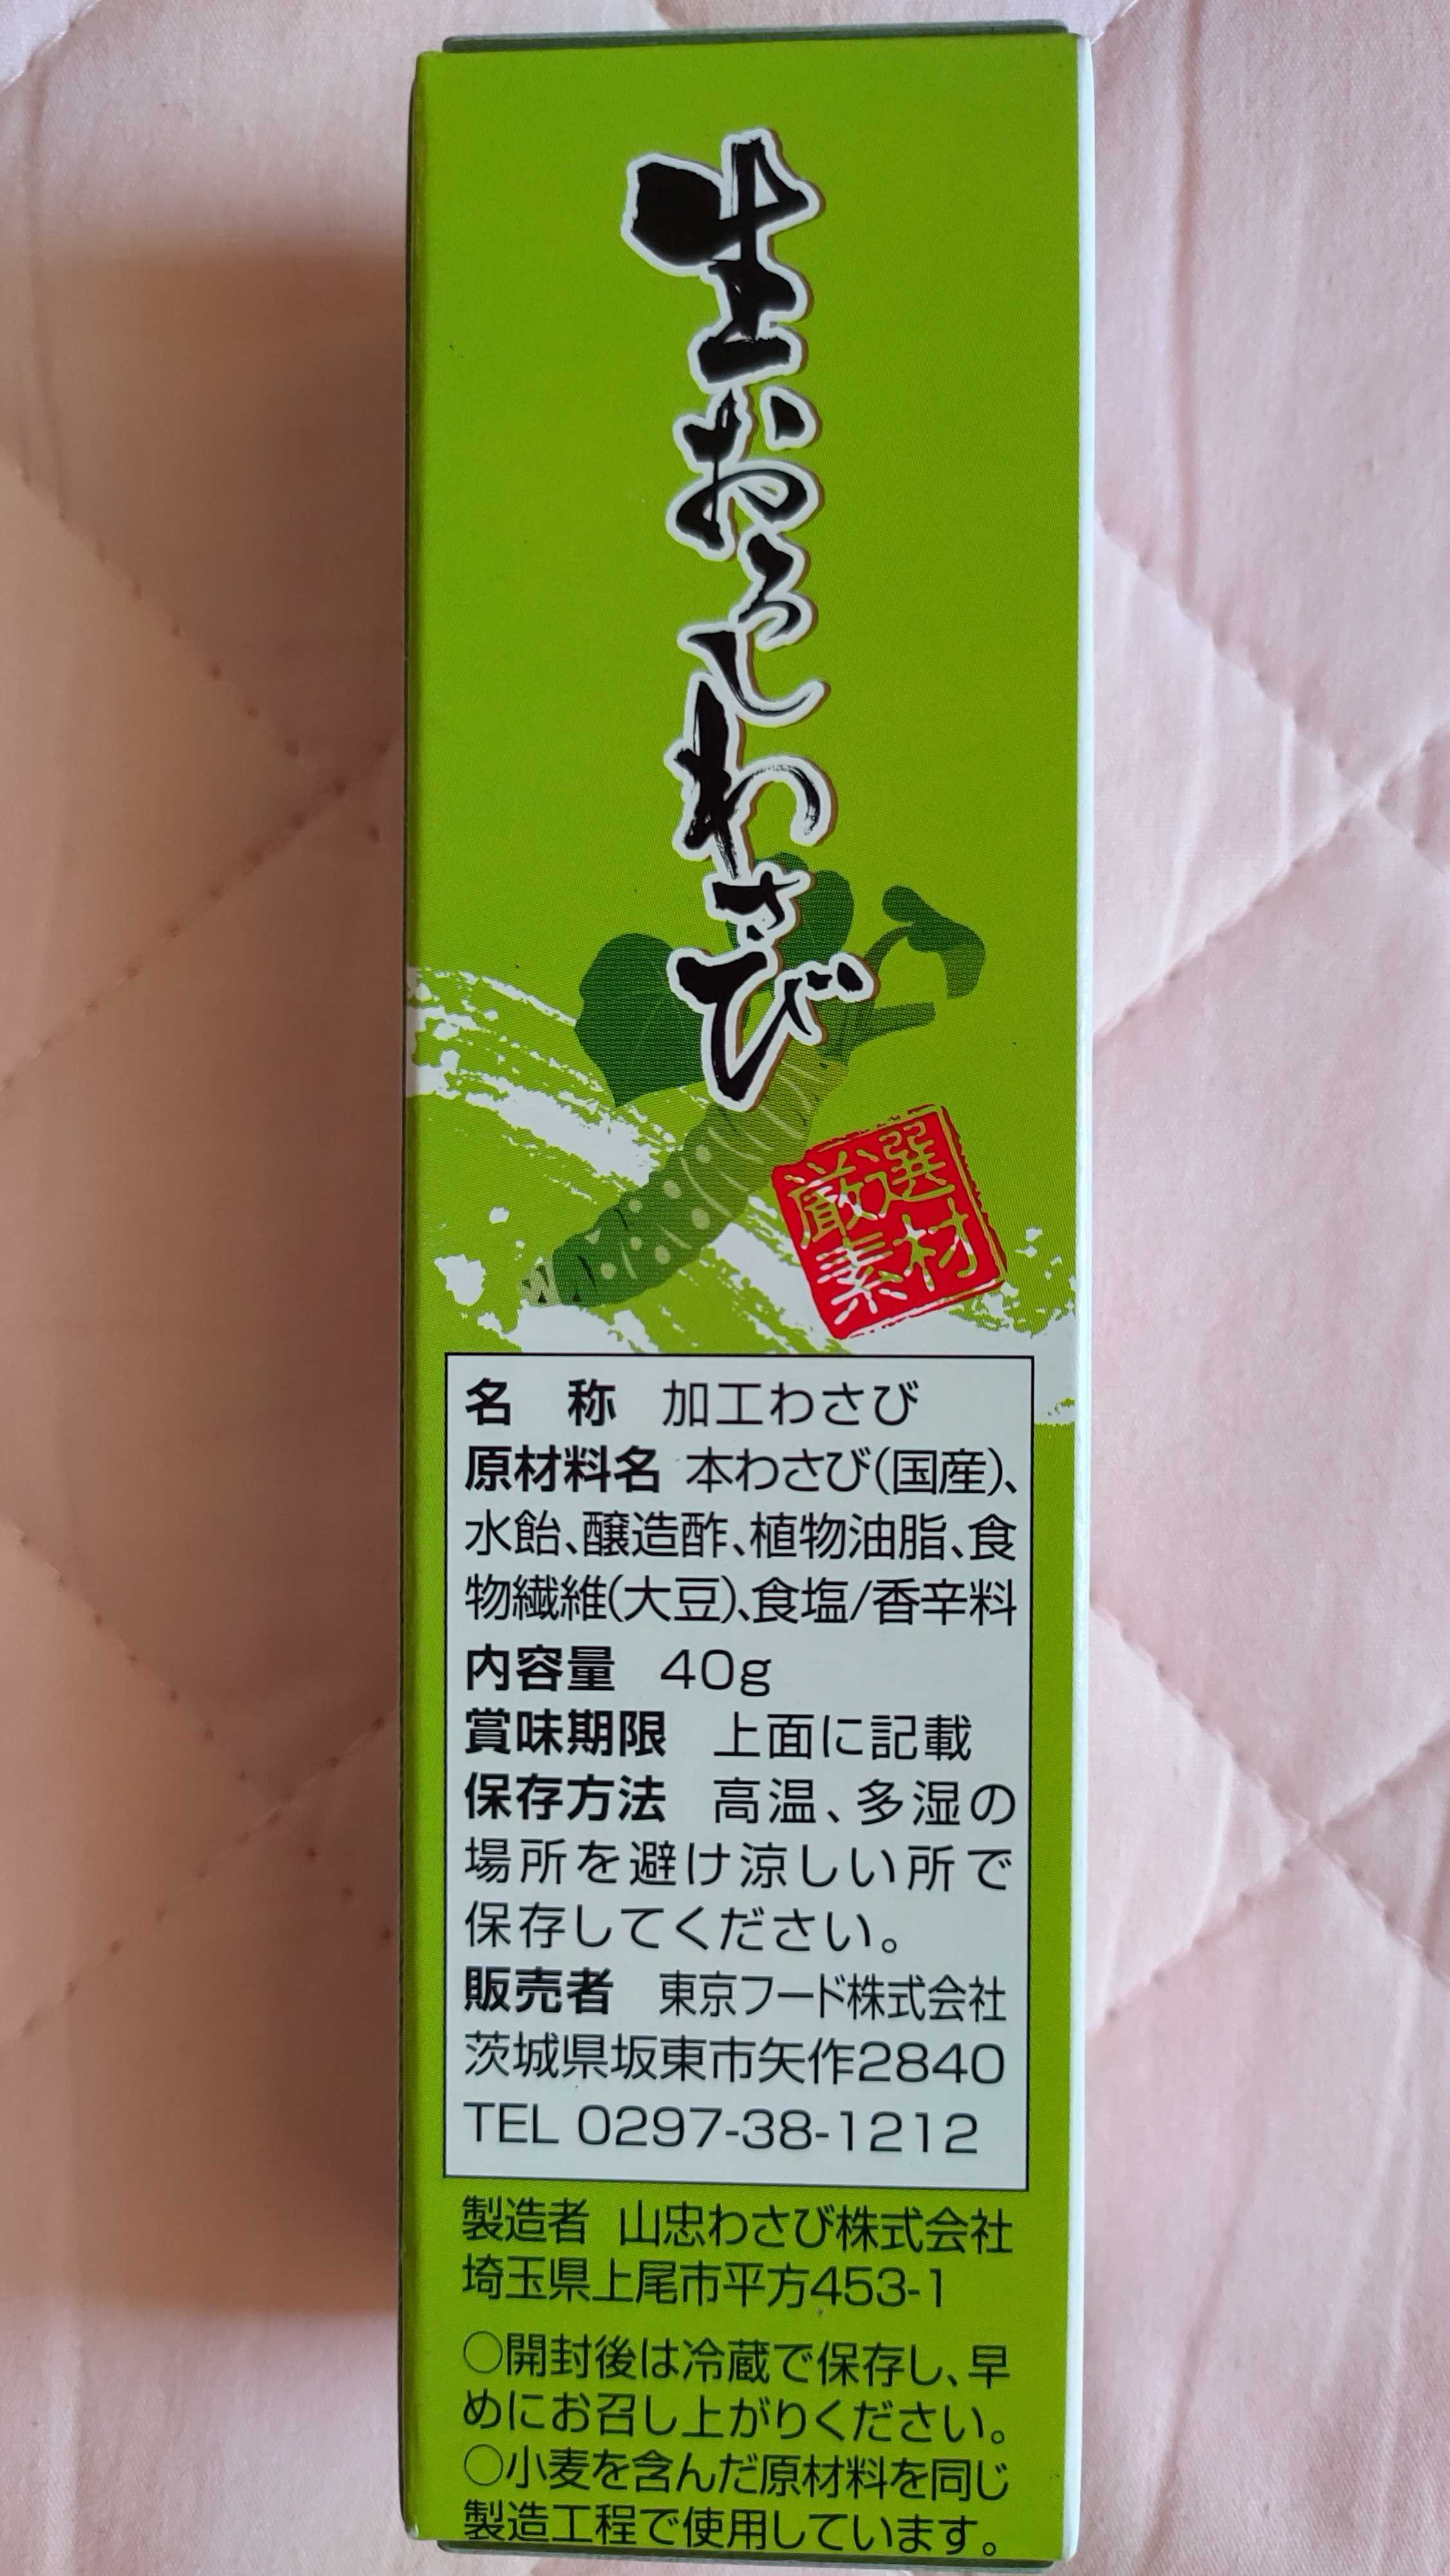 生おろしわさび
厳選
素材
名　称　加工わさび
原材料名 本わさび(国産)、
水飴、醸造酢、植物油脂、食
物繊維(大豆)、食塩/香辛料
内容量　40g
賞味期限　上面に記載
保存方法　高温、多湿の
場所を避け涼しい所で
保存してください。
販売者　東京フード株式会社
茨城県坂東市矢作2840
TEL 0297-38-1212
製造者 山忠わさび株式会社
埼玉県上尾市平方453-1
○開封後は冷蔵で保存し、早
めにお召し上がりください。
○小麦を含んだ原材料を同じ
製造工程で使用しています。